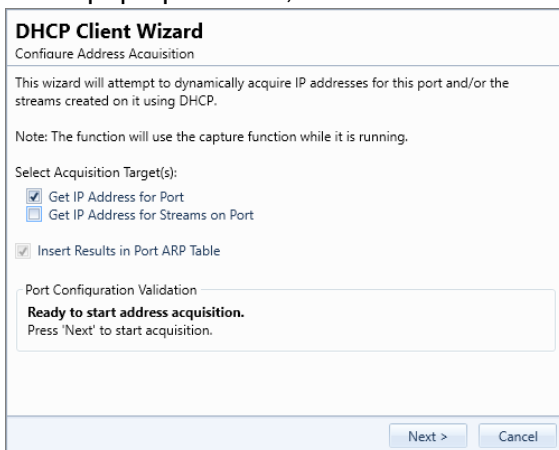 DHCP Client Wizard
Configure Address Acquisition
This wizard will attempt to dynamically acquire IP addresses for this port and/or the
streams created on it using DHCP.
Note: The function will use the capture function while it is running.
Select Acquisition Target(s):
Get IP Address for Port
Get IP Address for Streams on Port
Insert Results in Port ARP Table
Port Configuration Validation
Ready to start address acquisition.
Press 'Next' to start acquisition.
Next >
Cancel